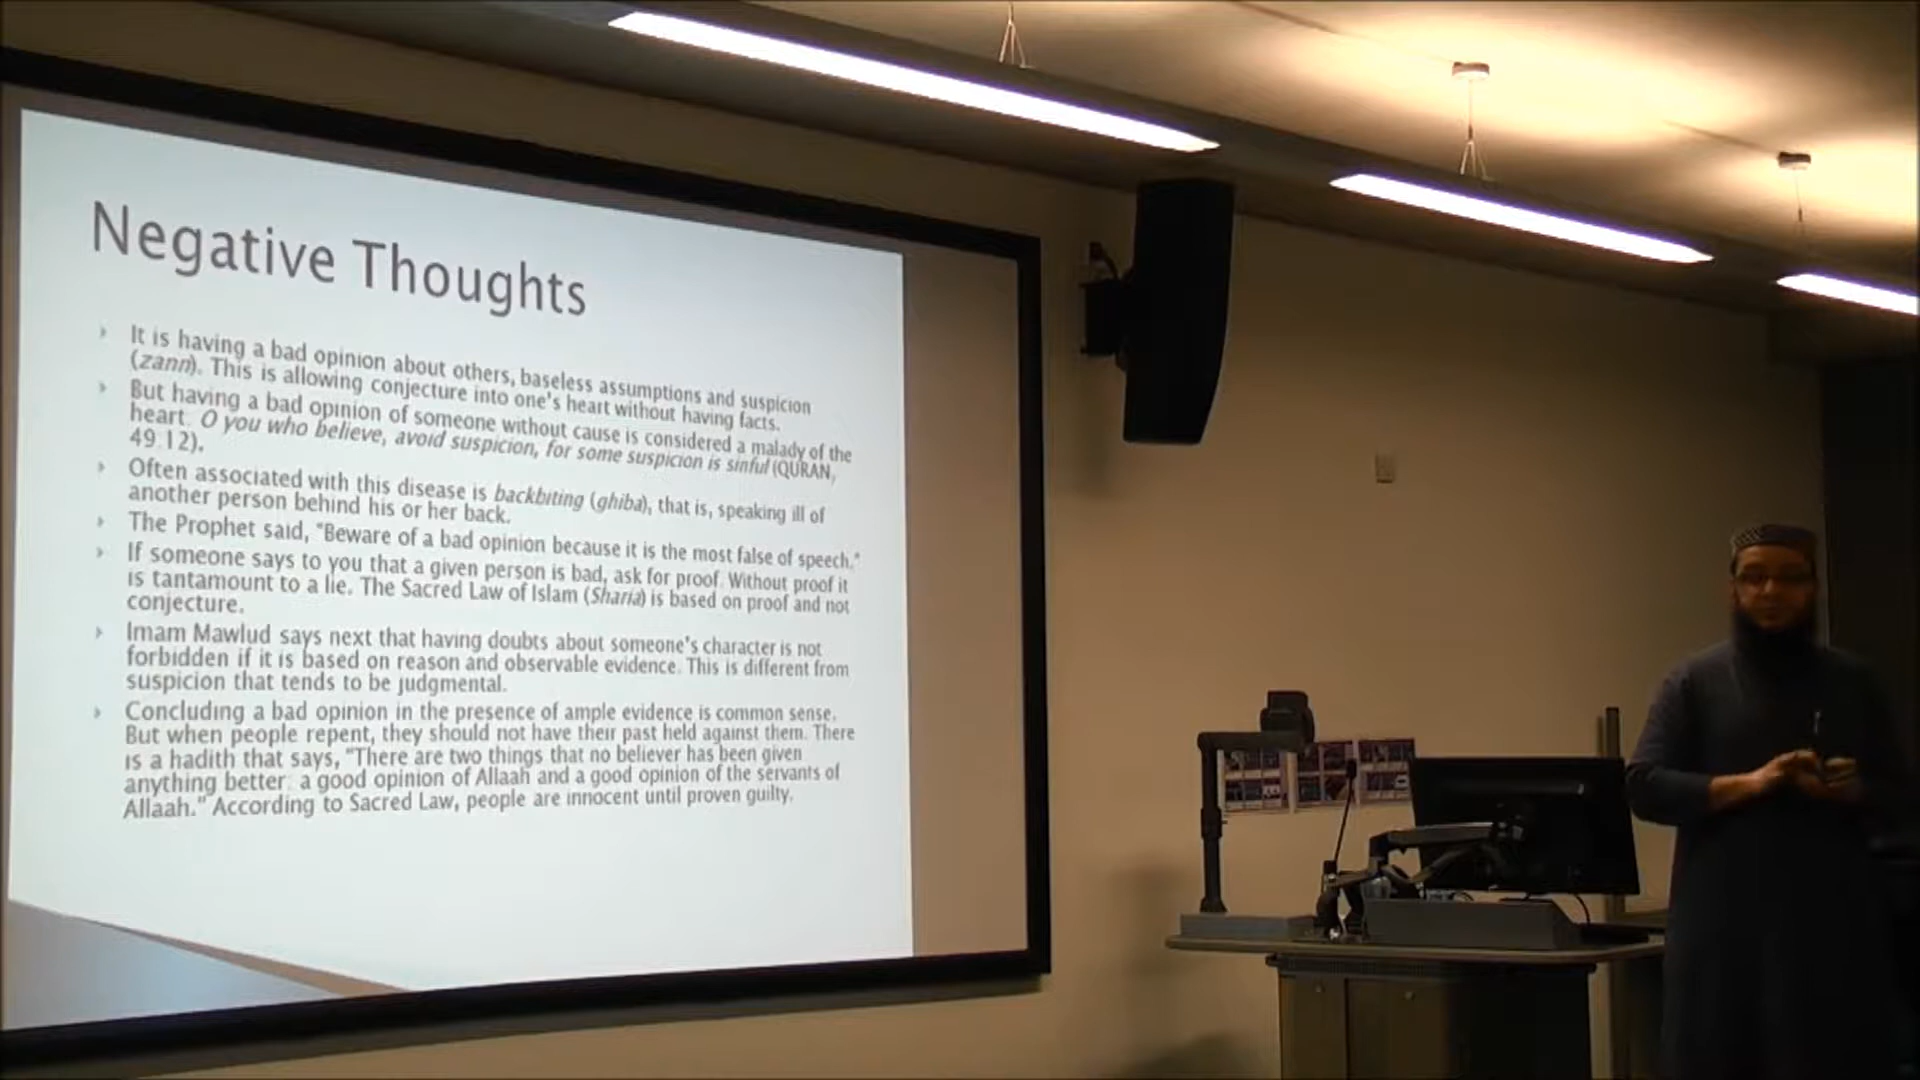 Negative Thoughts
It is having a bad opinion about others, baseless assumptions and suspicion
(zann). This is allowing conjecture into one's heart without having facts.
But having a bad opinion of someone without cause is considered a malady of the
heart. O you who believe, avoid suspicion, for some suspicion is sinful (QURAN,
49:12).
Often associated with this disease is backbiting (ghiba), that is, speaking ill of
another person behind his or her back.
The Prophet said, "Beware of a bad opinion because it is the most false of speech."
If someone says to you that a given person is bad, ask for proof. Without proof it
is tantamount to a lie. The Sacred Law of Islam (Sharia) is based on proof and not
conjecture.
Imam Mawlud says next that having doubts about someone's character is not
forbidden if it is based on reason and observable evidence. This is different from
suspicion that tends to be judgmental.
Concluding a bad opinion in the presence of ample evidence is common sense.
But when people repent, they should not have their past held against them. There
is a hadith that says, "There are two things that no believer has been given
anything better: a good opinion of Allaah and a good opinion of the servants of
Allaah." According to Sacred Law, people are innocent until proven guilty.